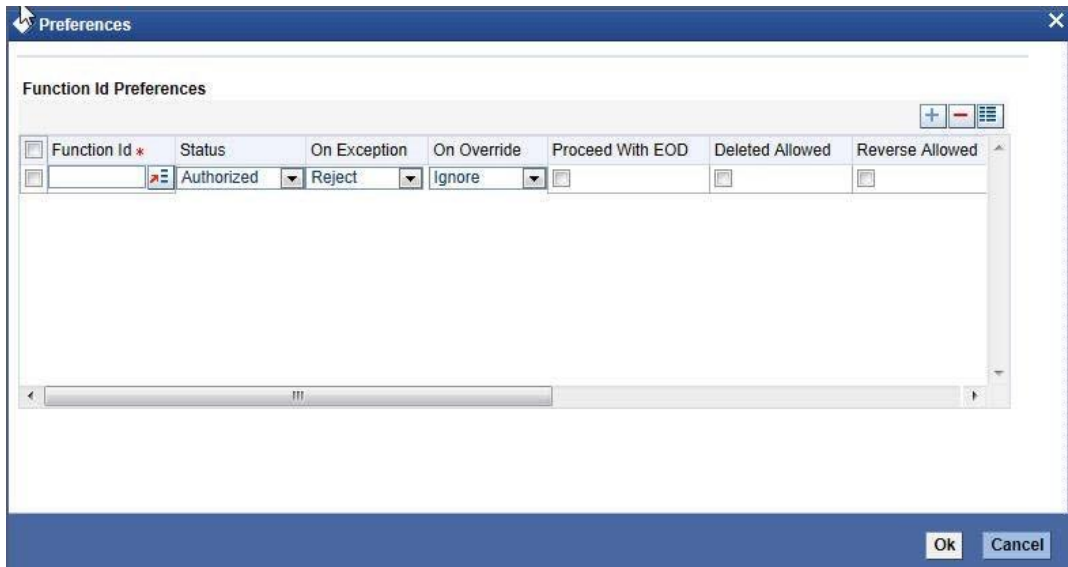 Preferences
Function Id Preferences
Function Id * Status On Exception On Override Proceed With EOD Deleted Allowed Reverse Allowed
Authorized Reject Ignore
Ok Cancel